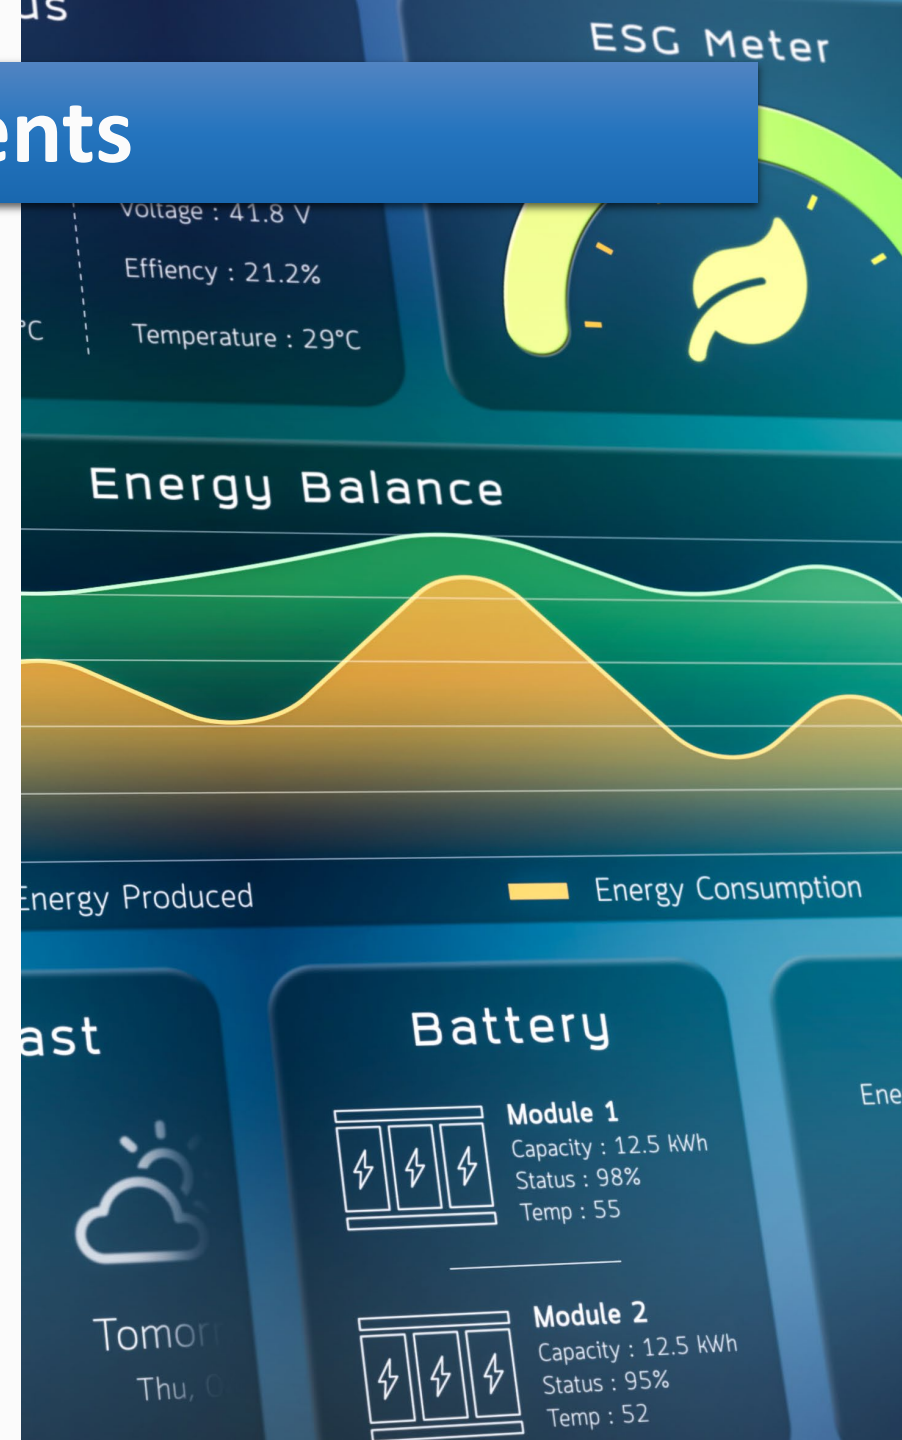 us
ESG Meter
ents
Voltage : 41.8 V
Effiency : 21.2%
°C
Temperature : 29°C
Energy Balance
Energy Produced
Energy Consumption
ast
Battery
Module 1
Capacity : 12.5 kWh
Status : 98%
Temp : 55
Ene
Tomorr
Thu,
Module 2
Capacity : 12.5 kWh
Status : 95%
Temp : 52